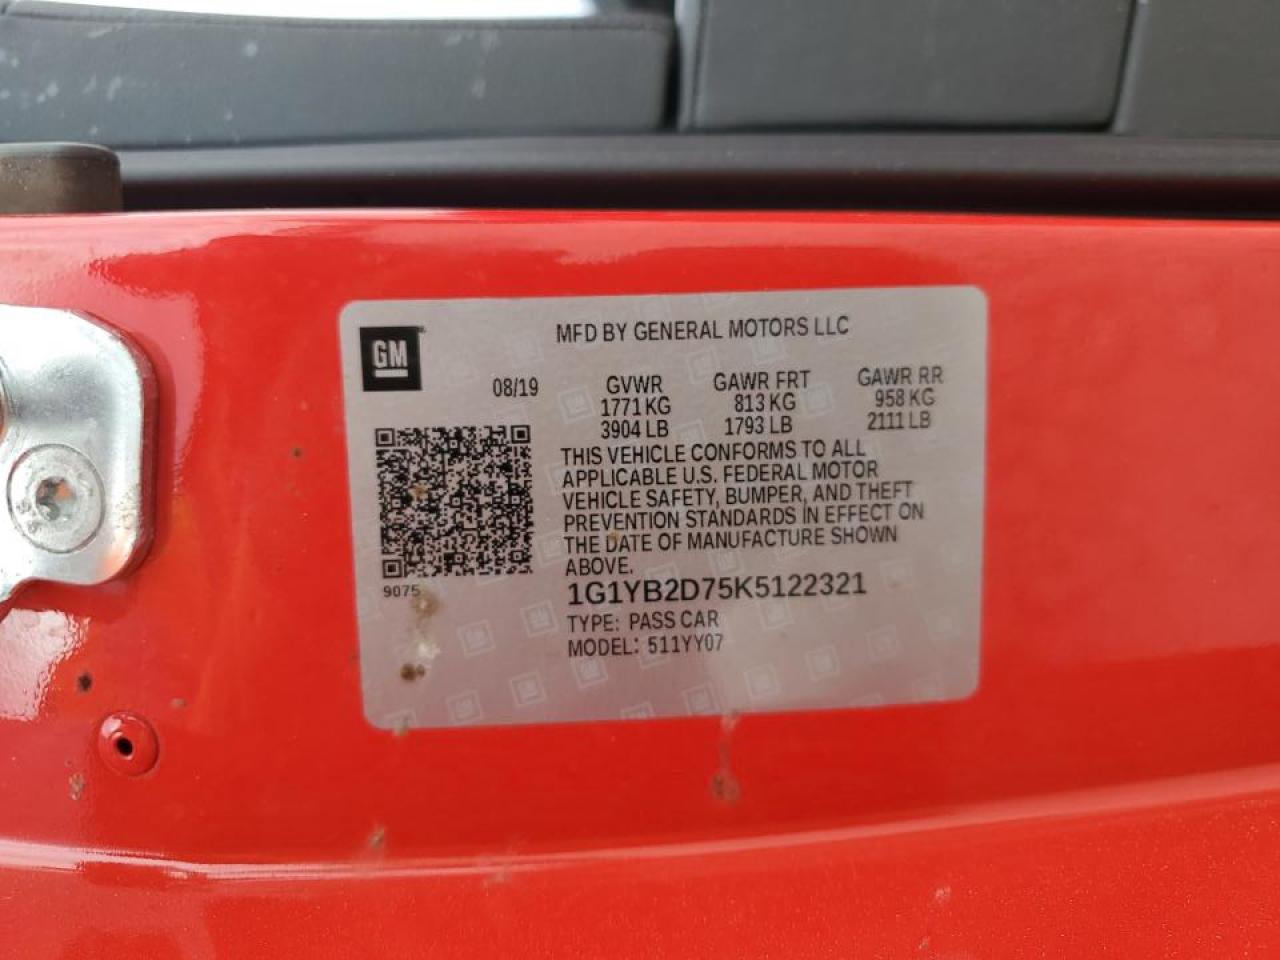 MFD BY GENERAL MOTORS LLC
GM
08/19 GVWR GAWR FRT GAWR RR
1771 KG 813 KG 958 KG
3904 LB 1793 LB 2111 LB
THIS VEHICLE CONFORMS TO ALL
APPLICABLE U.S. FEDERAL MOTOR
VEHICLE SAFETY, BUMPER, AND THEFT
PREVENTION STANDARDS IN EFFECT ON
THE DATE OF MANUFACTURE SHOWN
ABOVE.
9075
1G1YB2D75K5122321
TYPE: PASS CAR
MODEL: 511YY07